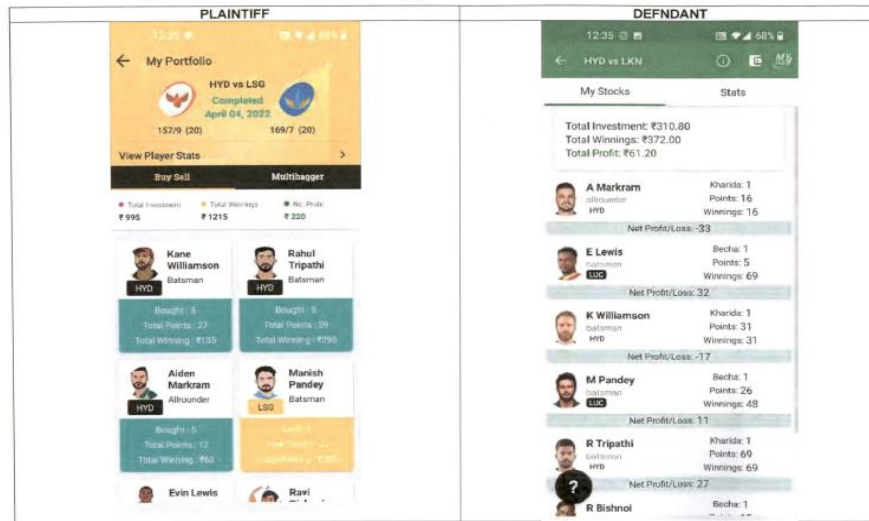 PLAINTIFF
DEFNDANT
12:35
68%
My Portfolio
HYD vs LSG
Completed
April 04, 2022
157/9 (20)
169/7 (20)
View Player Stats
Buy Sell
Multibagger
Total Investment
Total Winnings
₹ 995
₹ 1215
₹ 220
Kane
Williamson
Batsman
HYD
Bought : 5
Total Points : 27
Total Winning : ₹135
Rahul
Tripathi
Batsman
HYD
Total Points : 59
Total Winning : ₹295
Aiden
Markram
Allrounder
HYD
Bought : 5
Total Points : 12
Total Winning : ₹60
Manish
Pandey
Batsman
LSG
Evin Lewis
Ravi
12:35
68%
HYD vs LKN
My Stocks
Stats
Total Investment: ₹310.80
Total Winnings: ₹372.00
Total Profit: ₹61.20
A Markram
allrounder
HYD
Kharida: 1
Points: 16
Winnings: 16
Net Profit/Loss: -33
E Lewis
batsman
LUC
Becha: 1
Points: 5
Winnings: 69
Net Profit/Loss: 32
K Williamson
batsman
HYD
Kharida: 1
Points: 31
Winnings: 31
Net Profit/Loss: -17
M Pandey
batsman
LUC
Becha: 1
Points: 26
Winnings: 48
Net Profit/Loss: 11
R Tripathi
batsman
HYD
Kharida: 1
Points: 69
Winnings: 69
Net Profit/Loss: 27
?
R Bishnoi
Becha: 1